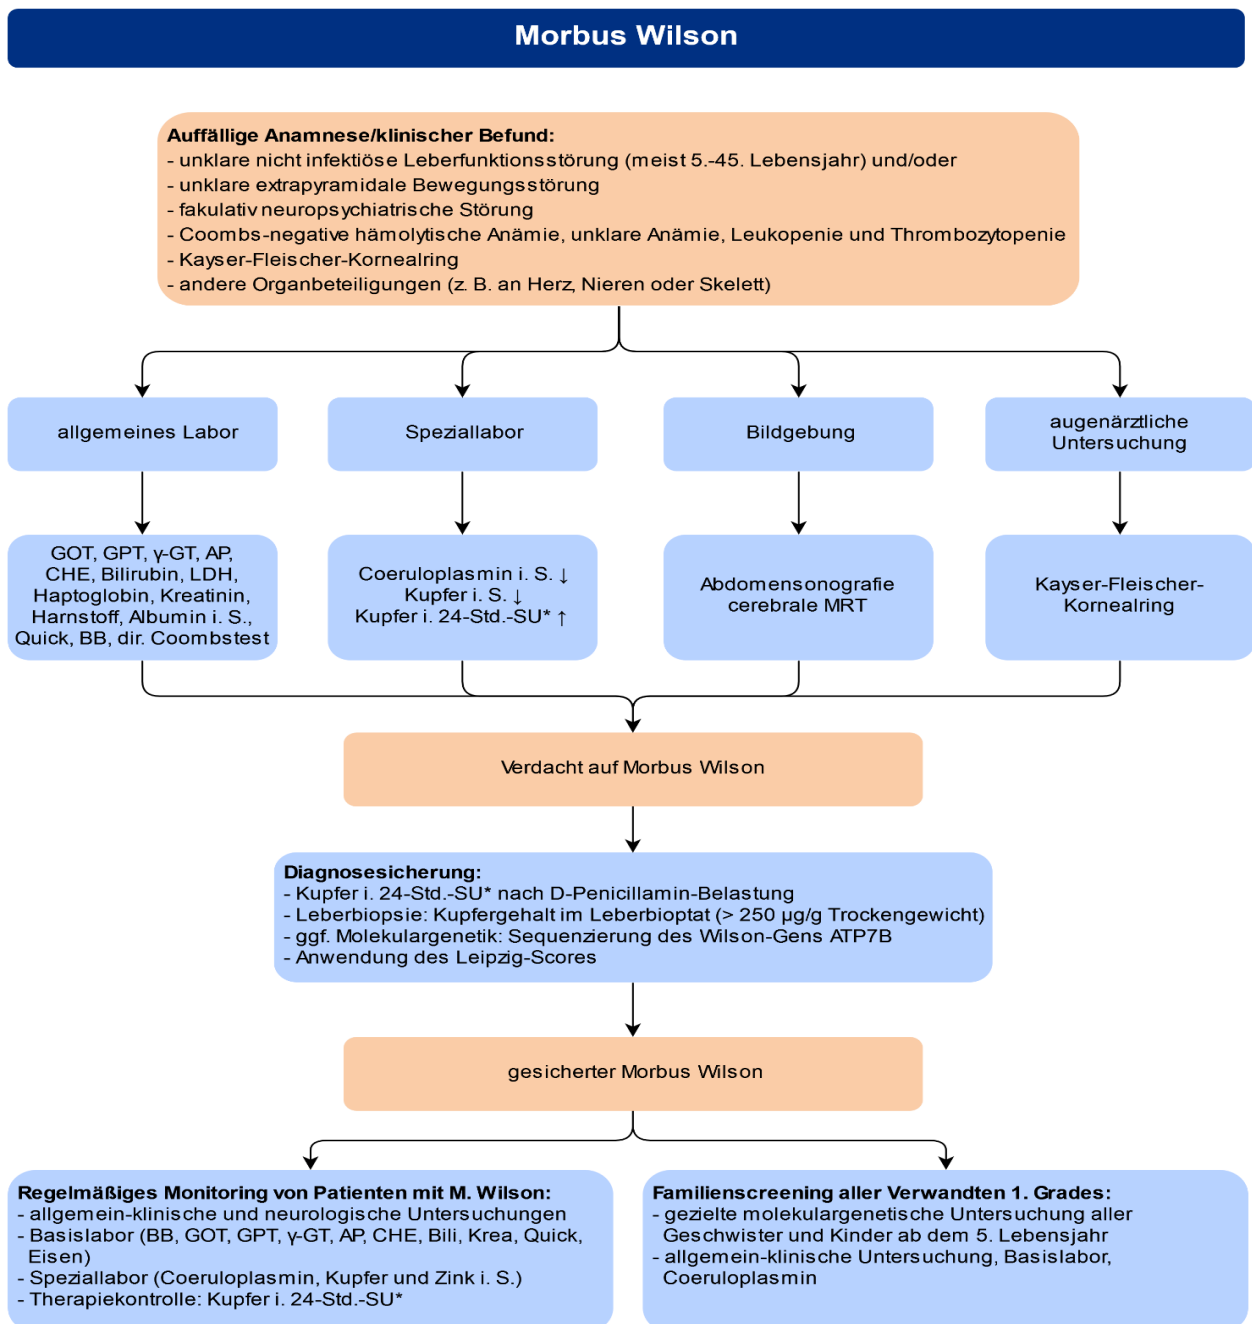 Morbus Wilson
Auffällige Anamnese/klinischer Befund:
- unklare nicht infektiöse Leberfunktionsstörung (meist 5.-45. Lebensjahr) und/oder
- unklare extrapyramidale Bewegungsstörung
- fakulativ neuropsychiatrische Störung
- Coombs-negative hämolytische Anämie, unklare Anämie, Leukopenie und Thrombozytopenie
- Kayser-Fleischer-Kornealring
- andere Organbeteiligungen (z. B. an Herz, Nieren oder Skelett)
allgemeines Labor
Speziallabor
Bildgebung
augenärztliche
Untersuchung
GOT, GPT, γ-GT, AP,
CHE, Bilirubin, LDH,
Haptoglobin, Kreatinin,
Harnstoff, Albumin i. S.,
Quick, BB, dir. Coombstest
Coeruloplasmin i. S. ↓
Kupfer i. S. ↓
Kupfer i. 24-Std.-SU* ↑
Abdomensonografie
cerebrale MRT
Kayser-Fleischer-
Kornealring
Verdacht auf Morbus Wilson
Diagnosesicherung:
- Kupfer i. 24-Std.-SU* nach D-Penicillamin-Belastung
- Leberbiopsie: Kupfergehalt im Leberbioptat (> 250 µg/g Trockengewicht)
- ggf. Molekulargenetik: Sequenzierung des Wilson-Gens ATP7B
- Anwendung des Leipzig-Scores
gesicherter Morbus Wilson
Regelmäßiges Monitoring von Patienten mit M. Wilson:
- allgemein-klinische und neurologische Untersuchungen
- Basislabor (BB, GOT, GPT, γ-GT, AP, CHE, Bili, Krea, Quick,
Eisen)
- Speziallabor (Coeruloplasmin, Kupfer und Zink i. S.)
- Therapiekontrolle: Kupfer i. 24-Std.-SU*
Familienscreening aller Verwandten 1. Grades:
- gezielte molekulargenetische Untersuchung aller
Geschwister und Kinder ab dem 5. Lebensjahr
- allgemein-klinische Untersuchung, Basislabor,
Coeruloplasmin